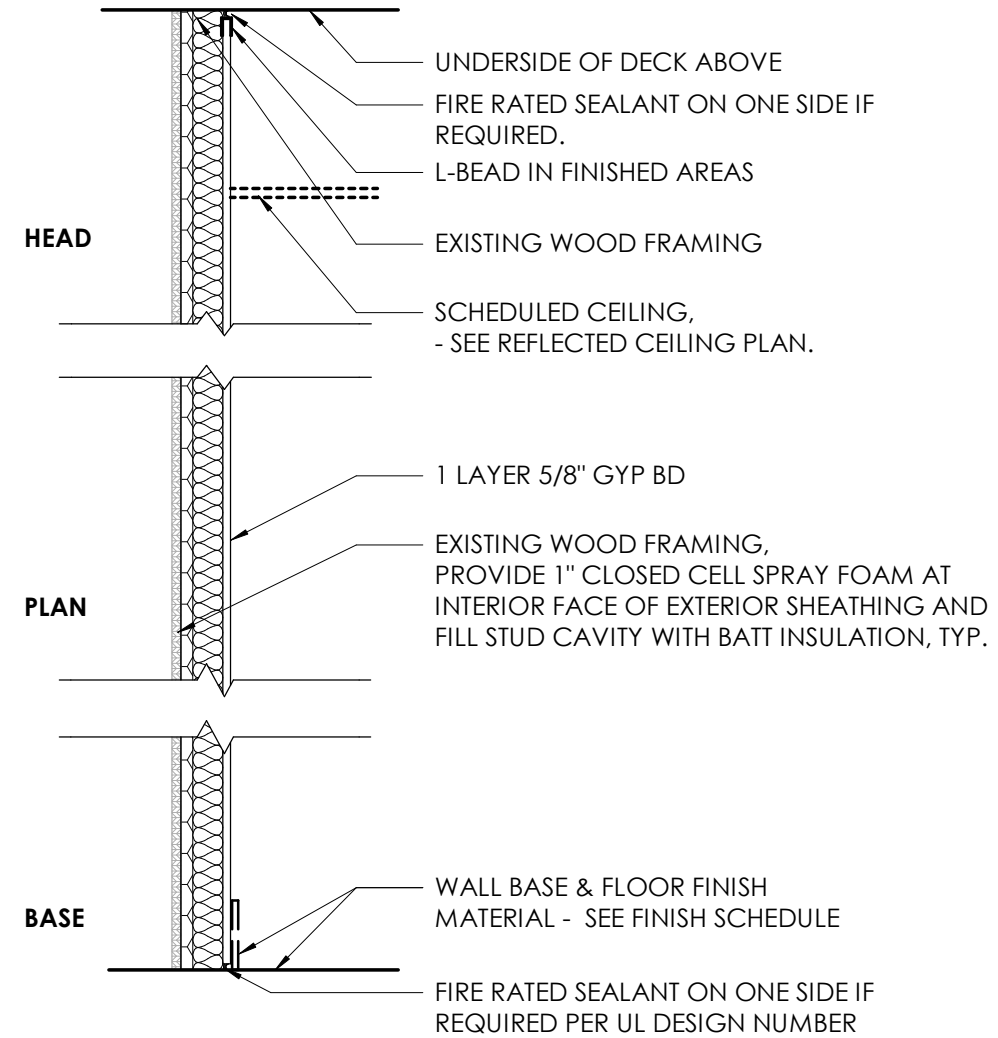 UNDERSIDE OF DECK ABOVE
FIRE RATED SEALANT ON ONE SIDE IF
REQUIRED.
L-BEAD IN FINISHED AREAS
HEAD
EXISTING WOOD FRAMING
SCHEDULED CEILING,
- SEE REFLECTED CEILING PLAN.
1 LAYER 5/8" GYP BD
EXISTING WOOD FRAMING,
PROVIDE 1" CLOSED CELL SPRAY FOAM AT
PLAN
INTERIOR FACE OF EXTERIOR SHEATHING AND
FILL STUD CAVITY WITH BATT INSULATION, TYP.
WALL BASE & FLOOR FINISH
BASE
MATERIAL - SEE FINISH SCHEDULE
FIRE RATED SEALANT ON ONE SIDE IF
REQUIRED PER UL DESIGN NUMBER